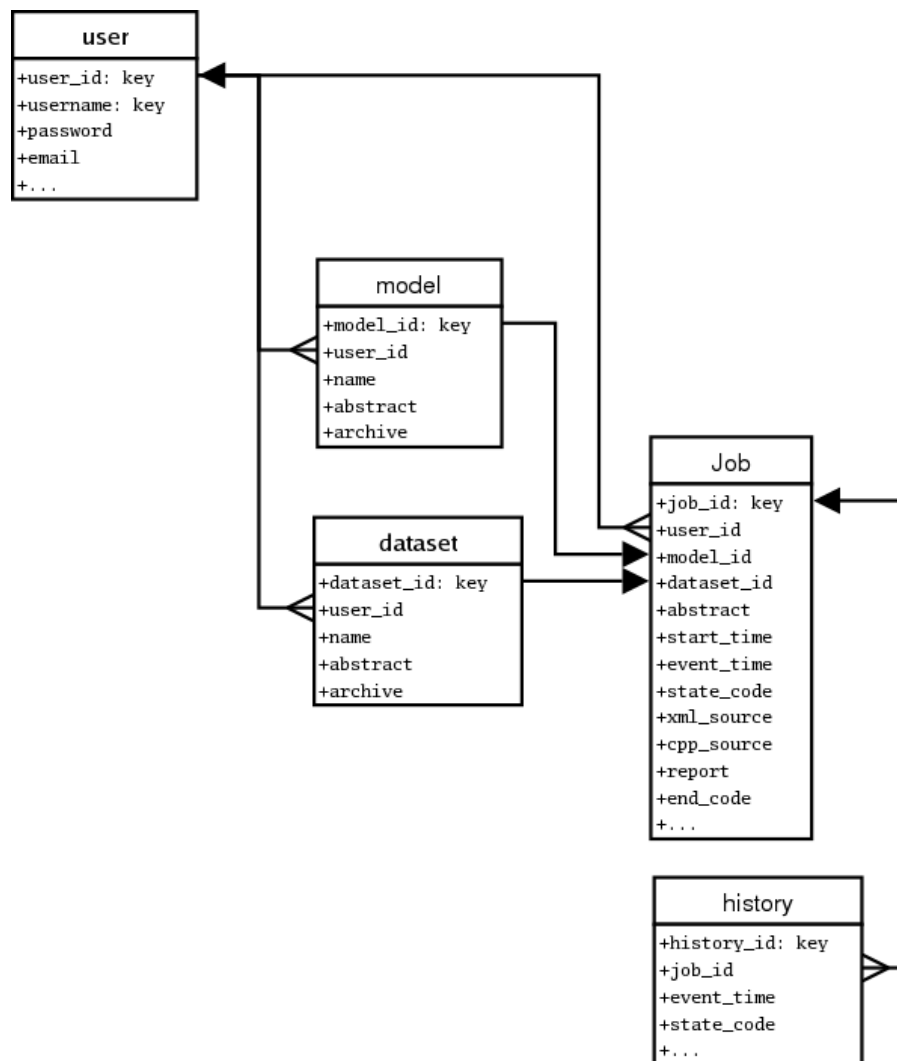 user
+user_id: key
+username: key
+password
+email
+...
model
+model_id: key
+user_id
+name
+abstract
+archive
dataset
+dataset_id: key
+user_id
+name
+abstract
+archive
Job
+job_id: key
+user_id
+model_id
+dataset_id
+abstract
+start_time
+event_time
+state_code
+xml_source
+cpp_source
+report
+end_code
+...
history
+history_id: key
+job_id
+event_time
+state_code
+...